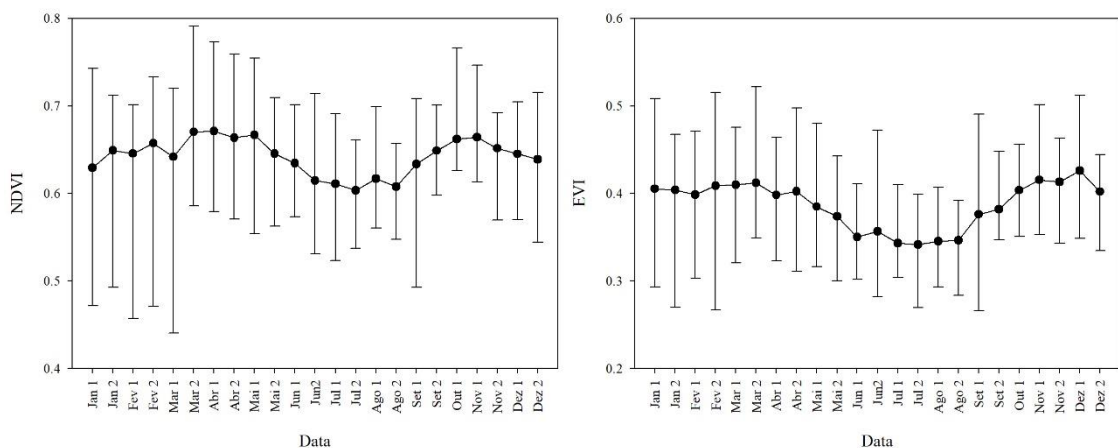 0.8
0.7
0.6
0.5
0.4
NDVI
Jan 1
Jan 2
Fev 1
Fev 2
Mar 1
Mar 2
Abr 1
Abr 2
Mai 1
Mai 2
Jun 1
Jun2
Jul 1
Jul 2
Ago 1
Ago 2
Set 1
Set 2
Out 1
Nov 1
Nov 2
Dez 1
Dez 2
Data
0.6
0.5
0.4
0.3
0.2
EVI
Jan 1
Jan 2
Fev 1
Fev 2
Mar 1
Mar 2
Abr 1
Abr 2
Mai 1
Mai 2
Jun 1
Jun2
Jul 1
Jul 2
Ago 1
Ago 2
Set 1
Set 2
Out 1
Nov 1
Nov 2
Dez 1
Dez 2
Data